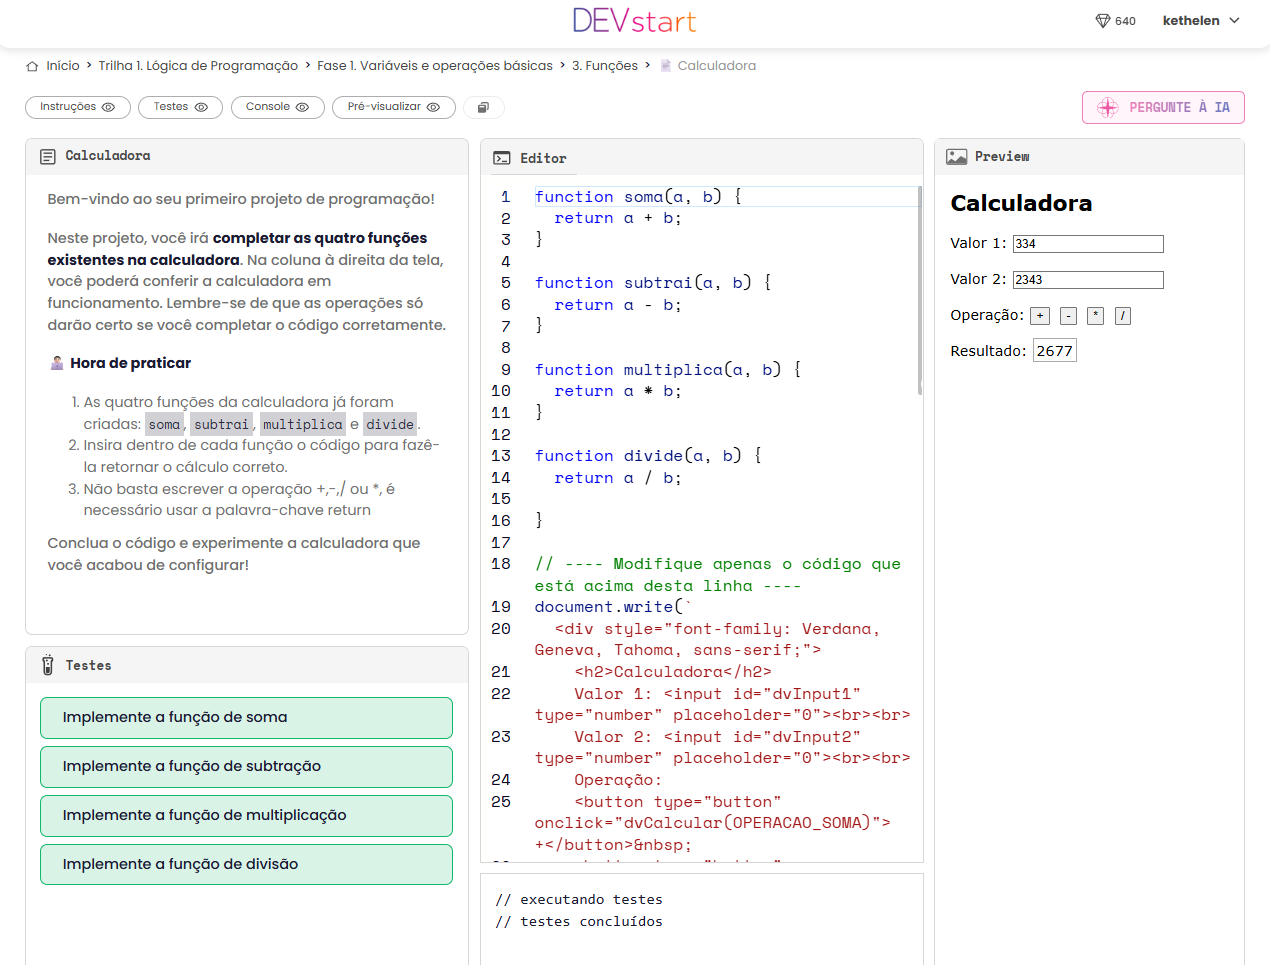 DEVstart
640
kethelen
Início > Trilha 1. Lógica de Programação > Fase 1. Variáveis e operações básicas > 3. Funções > Calculadora
Instruções
Testes
Console
Pré-visualizar
PERGUNTE À IA
Calculadora
Bem-vindo ao seu primeiro projeto de programação!
Neste projeto, você irá completar as quatro funções
existentes na calculadora. Na coluna à direita da tela,
você poderá conferir a calculadora em
funcionamento. Lembre-se de que as operações só
darão certo se você completar o código corretamente.
Hora de praticar
1. As quatro funções da calculadora já foram
criadas: soma, subtrai, multiplica e divide.
2. Insira dentro de cada função o código para fazê-
la retornar o cálculo correto.
3. Não basta escrever a operação +,-,/ ou *, é
necessário usar a palavra-chave return
Conclua o código e experimente a calculadora que
você acabou de configurar!
Testes
Implemente a função de soma
Implemente a função de subtração
Implemente a função de multiplicação
Implemente a função de divisão
Editor
1 function soma(a, b) {
2 return a + b;
3 }
4
5 function subtrai(a, b) {
6 return a - b;
7 }
8
9 function multiplica(a, b) {
10 return a * b;
11 }
12
13 function divide(a, b) {
14 return a / b;
15
16 }
17
18 // ---- Modifique apenas o código que
está acima desta linha ----
19 document.write(`
20 <div style="font-family: Verdana,
Geneva, Tahoma, sans-serif;">
21 <h2>Calculadora</h2>
22 Valor 1: <input id="dvInput1"
type="number" placeholder="0"><br><br>
23 Valor 2: <input id="dvInput2"
type="number" placeholder="0"><br><br>
24 Operação:
25 <button type="button"
onclick="dvCalcular(OPERACAO_SOMA)">
+</button>&nbsp;
// executando testes
// testes concluídos
Preview
Calculadora
Valor 1: 334
Valor 2: 2343
Operação: + - * /
Resultado: 2677